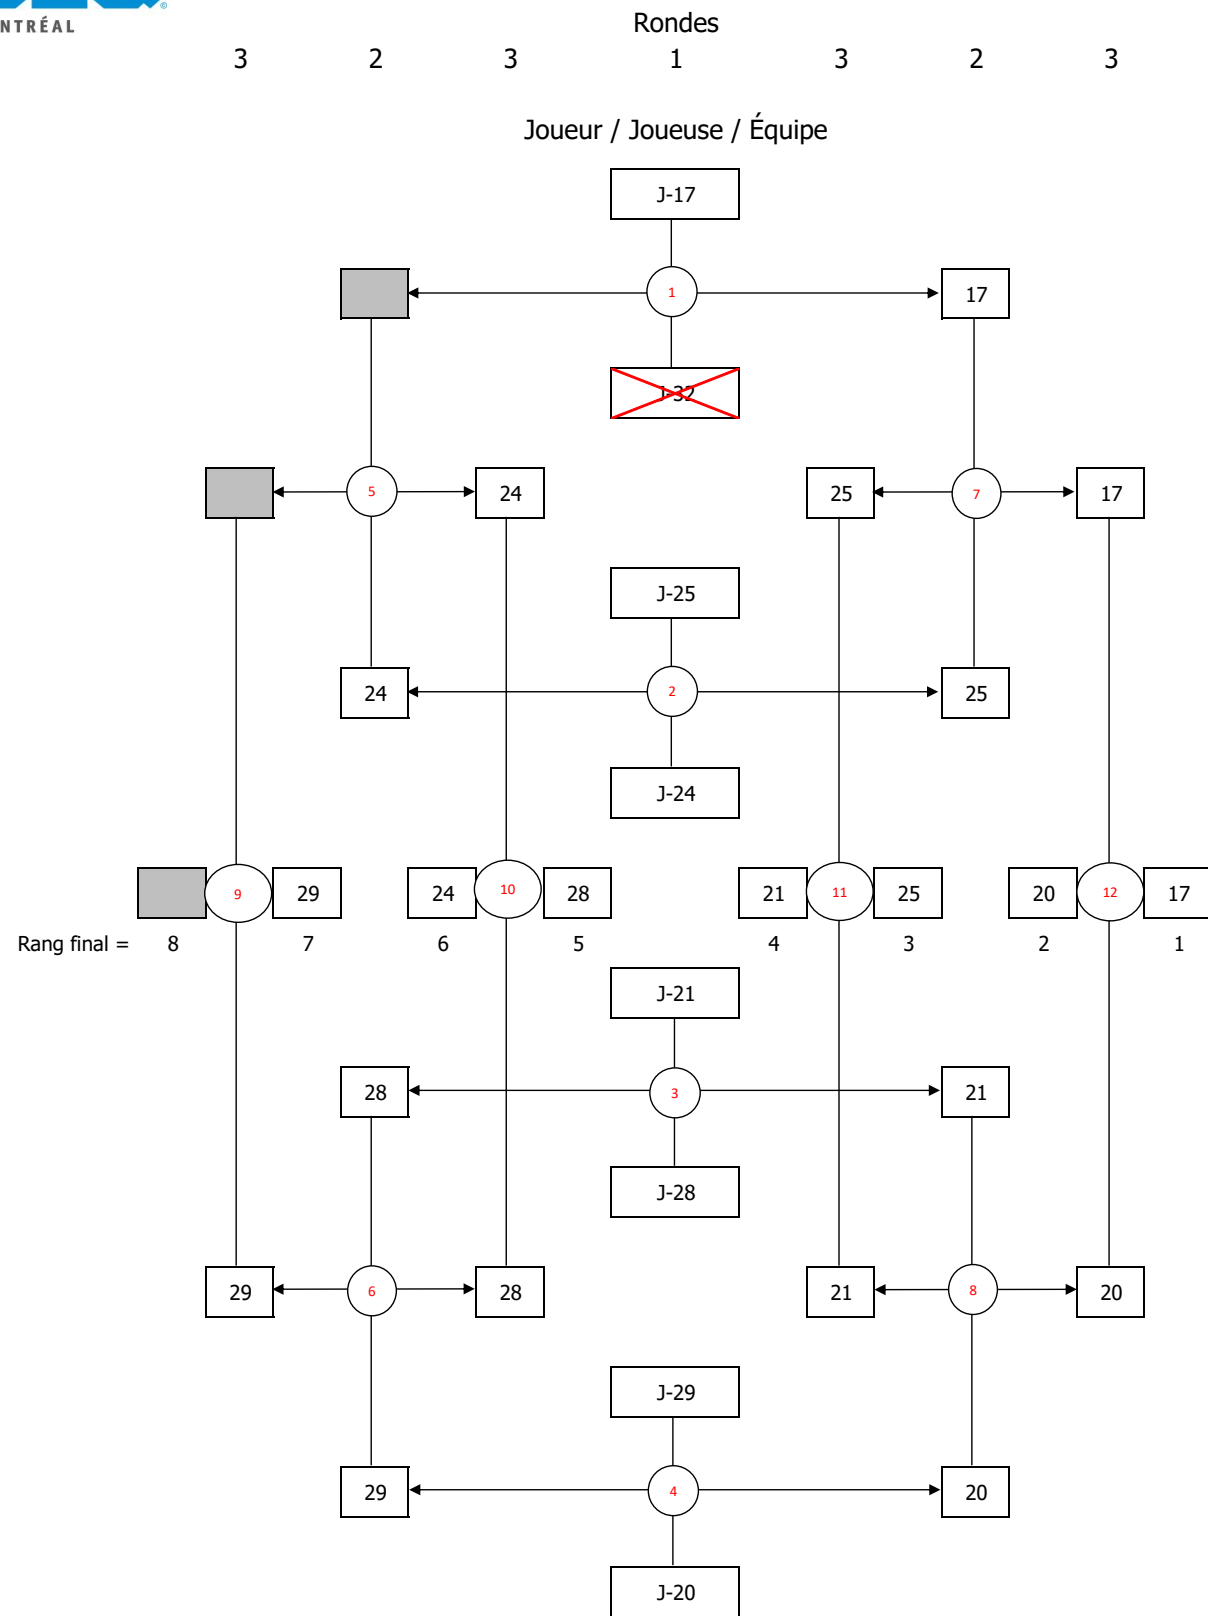 NTRÉAL
©
Rondes
3 2 3 1 3 2 3
Joueur / Joueuse / Équipe
J-17
1 17
J-32
5 24 25 7 17
J-25
24 2 25
J-24
9 29 24 10 28 21 11 25 20 12 17
Rang final = 8 7 6 5 4 3 2 1
J-21
28 3 21
J-28
29 6 28 21 8 20
J-29
29 4 20
J-20